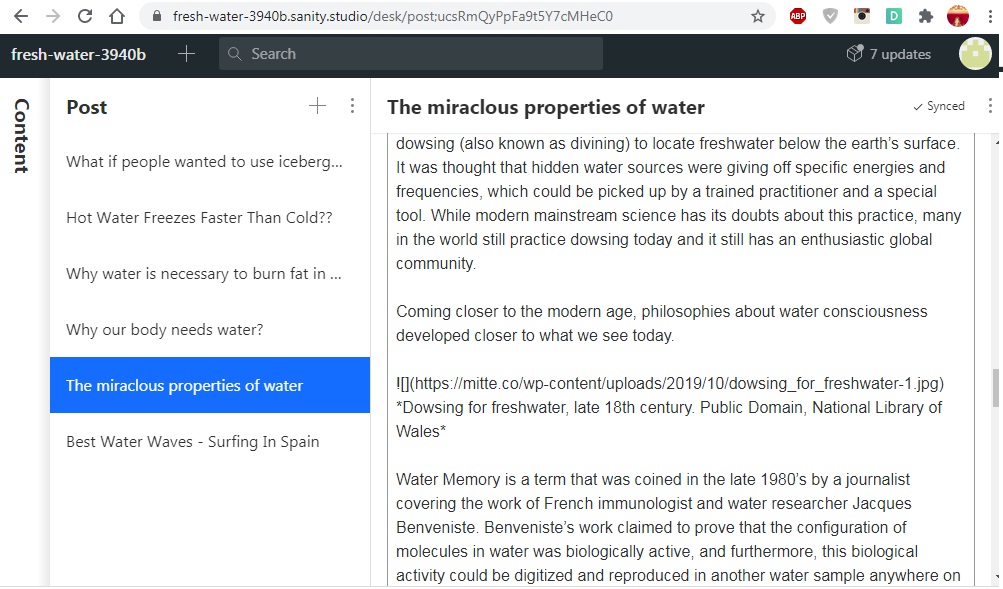 fresh-water-3940b.sanity.studio/desk/post;ucsRmQyPpFa9t5Y7cMHeC0
ABP
D
fresh-water-3940b
Search
7 updates
Content
Post
What if people wanted to use iceberg...
Hot Water Freezes Faster Than Cold??
Why water is necessary to burn fat in ...
Why our body needs water?
The miraclous properties of water
Best Water Waves - Surfing In Spain
The miraclous properties of water
Synced
dowsing (also known as divining) to locate freshwater below the earth's surface.
It was thought that hidden water sources were giving off specific energies and
frequencies, which could be picked up by a trained practitioner and a special
tool. While modern mainstream science has its doubts about this practice, many
in the world still practice dowsing today and it still has an enthusiastic global
community.
Coming closer to the modern age, philosophies about water consciousness
developed closer to what we see today.
![](https://mitte.co/wp-content/uploads/2019/10/dowsing_for_freshwater-1.jpg)
*Dowsing for freshwater, late 18th century. Public Domain, National Library of
Wales*
Water Memory is a term that was coined in the late 1980's by a journalist
covering the work of French immunologist and water researcher Jacques
Benveniste. Benveniste's work claimed to prove that the configuration of
molecules in water was biologically active, and furthermore, this biological
activity could be digitized and reproduced in another water sample anywhere on